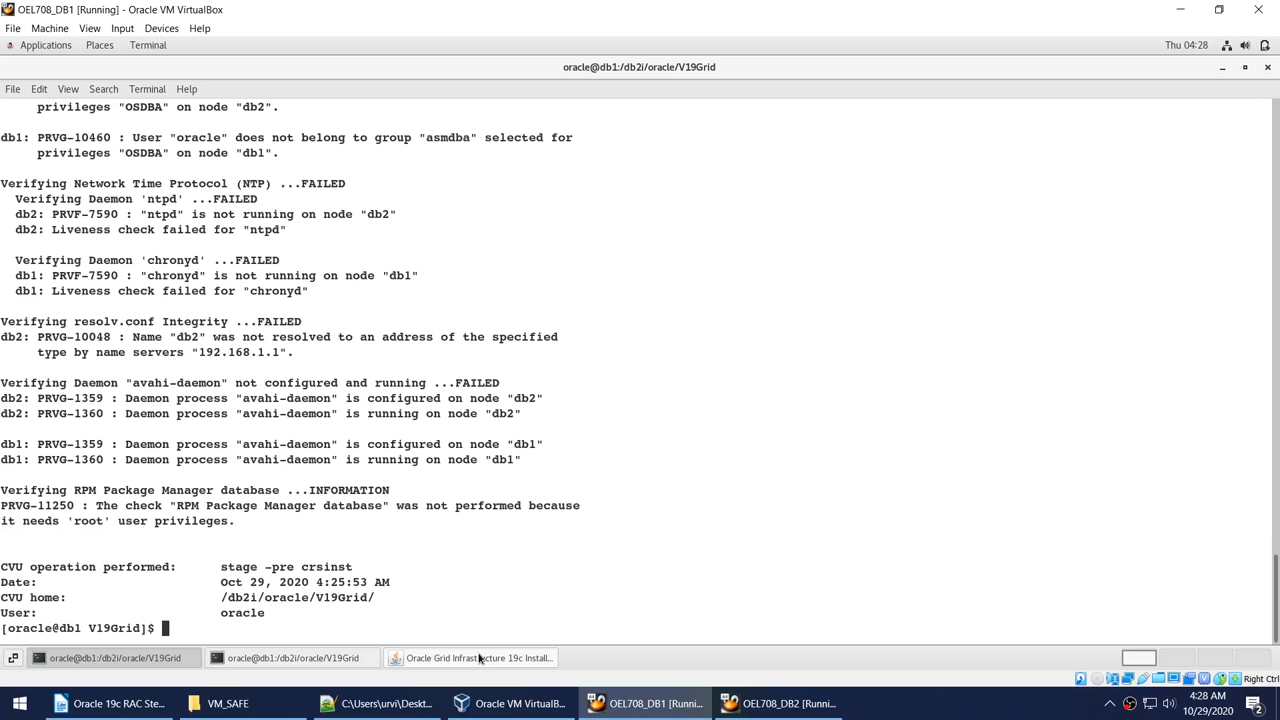 OEL708_DB1 [Running] - Oracle VM VirtualBox
File Machine View Input Devices Help
Applications Places Terminal Thu 04:28
oracle@db1:/db2i/oracle/V19Grid
File Edit View Search Terminal Help
privileges "OSDBA" on node "db2".
db1: PRVG-10460 : User "oracle" does not belong to group "asmdba" selected for
privileges "OSDBA" on node "db1".
Verifying Network Time Protocol (NTP) ...FAILED
Verifying Daemon 'ntpd' ...FAILED
db2: PRVF-7590 : "ntpd" is not running on node "db2"
db2: Liveness check failed for "ntpd"
Verifying Daemon 'chronyd' ...FAILED
db1: PRVF-7590 : "chronyd" is not running on node "db1"
db1: Liveness check failed for "chronyd"
Verifying resolv.conf Integrity ...FAILED
db2: PRVG-10048 : Name "db2" was not resolved to an address of the specified
type by name servers "192.168.1.1".
Verifying Daemon "avahi-daemon" not configured and running ...FAILED
db2: PRVG-1359 : Daemon process "avahi-daemon" is configured on node "db2"
db2: PRVG-1360 : Daemon process "avahi-daemon" is running on node "db2"
db1: PRVG-1359 : Daemon process "avahi-daemon" is configured on node "db1"
db1: PRVG-1360 : Daemon process "avahi-daemon" is running on node "db1"
Verifying RPM Package Manager database ...INFORMATION
PRVG-11250 : The check "RPM Package Manager database" was not performed because
it needs 'root' user privileges.
CVU operation performed: stage -pre crsinst
Date: Oct 29, 2020 4:25:53 AM
CVU home: /db2i/oracle/V19Grid/
User: oracle
[oracle@db1 V19Grid]$
oracle@db1:/db2i/oracle/V19Grid oracle@db1:/db2i/oracle/V19Grid Oracle Grid Infrastructure 19c Install...
Right Ctrl
Oracle 19c RAC Ste... VM_SAFE C:\Users\urvi\Deskt... Oracle VM VirtualB... OEL708_DB1 [Runni... OEL708_DB2 [Runni... 4:28 AM
10/29/2020 2